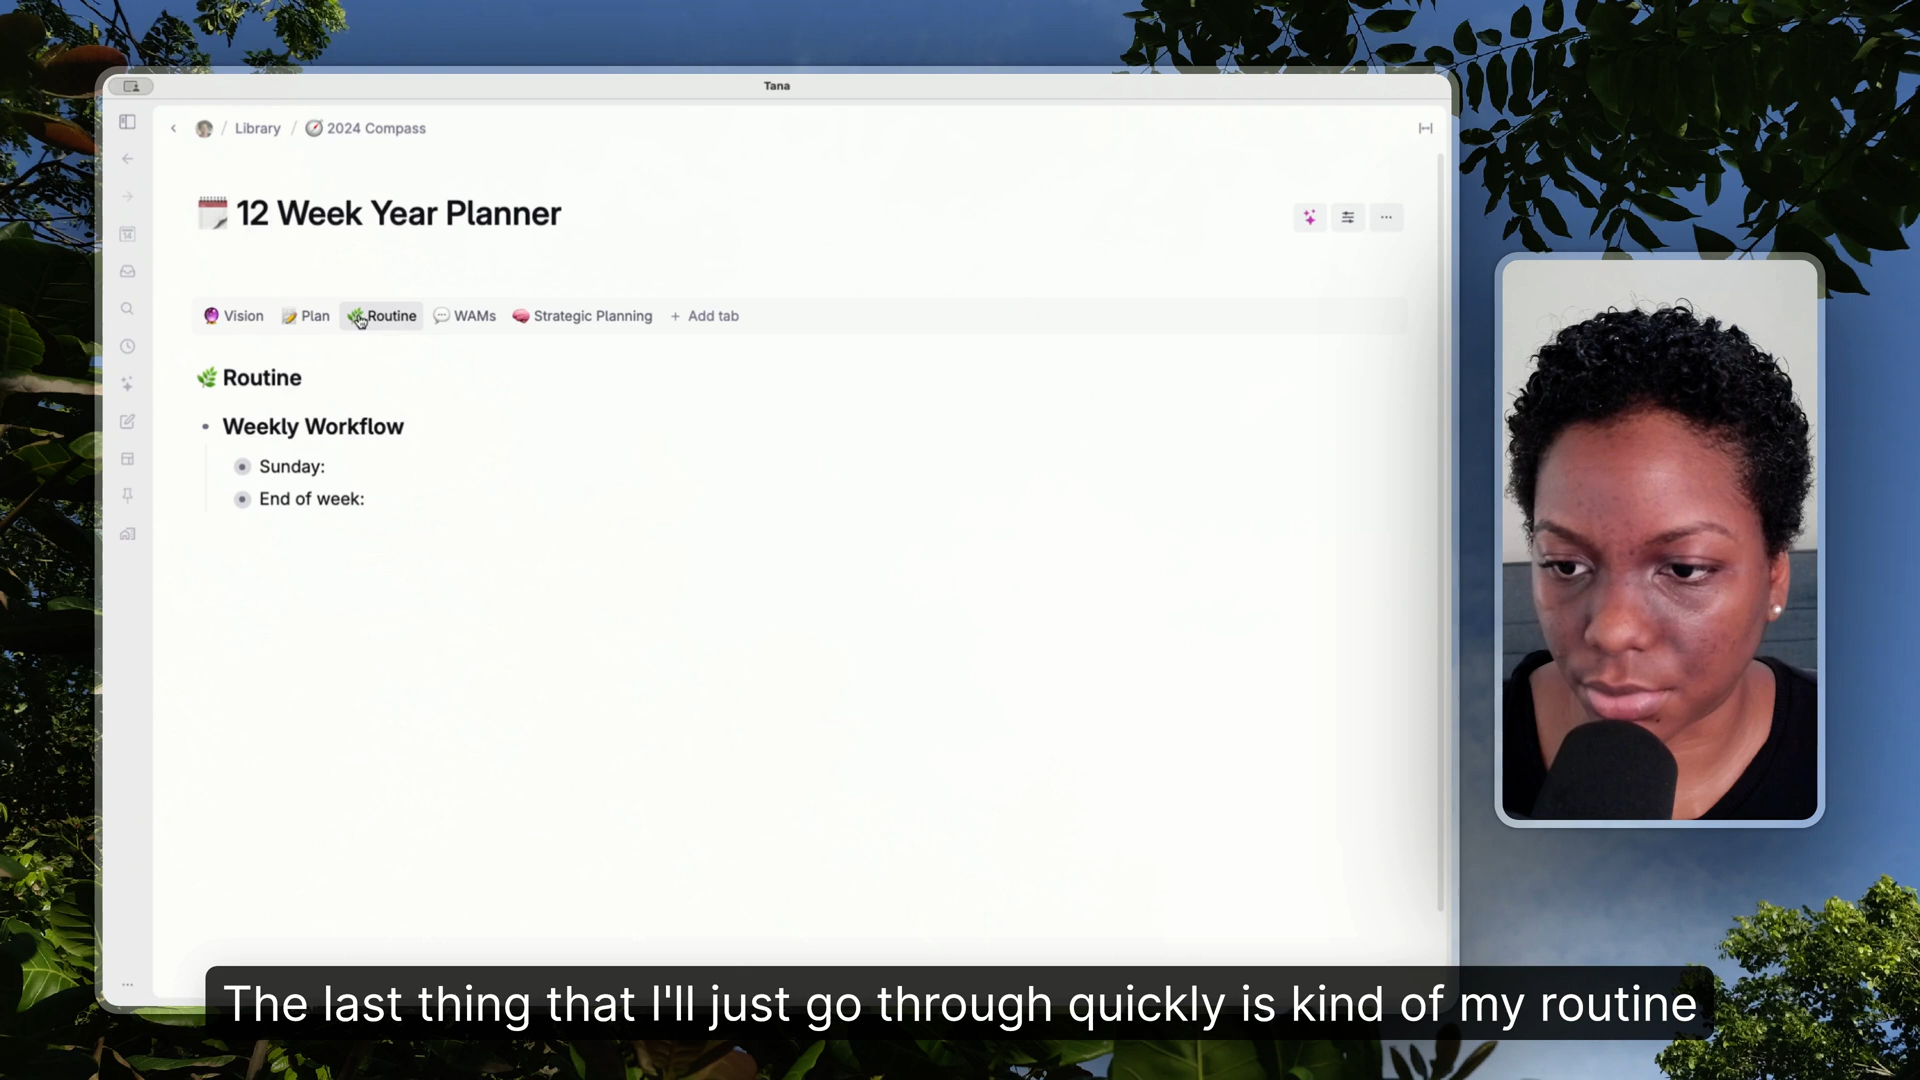 Tana
/ Library / 2024 Compass
12 Week Year Planner
Vision Plan Routine WAMs Strategic Planning + Add tab
Routine
Weekly Workflow
Sunday:
End of week:
The last thing that I'll just go through quickly is kind of my routine